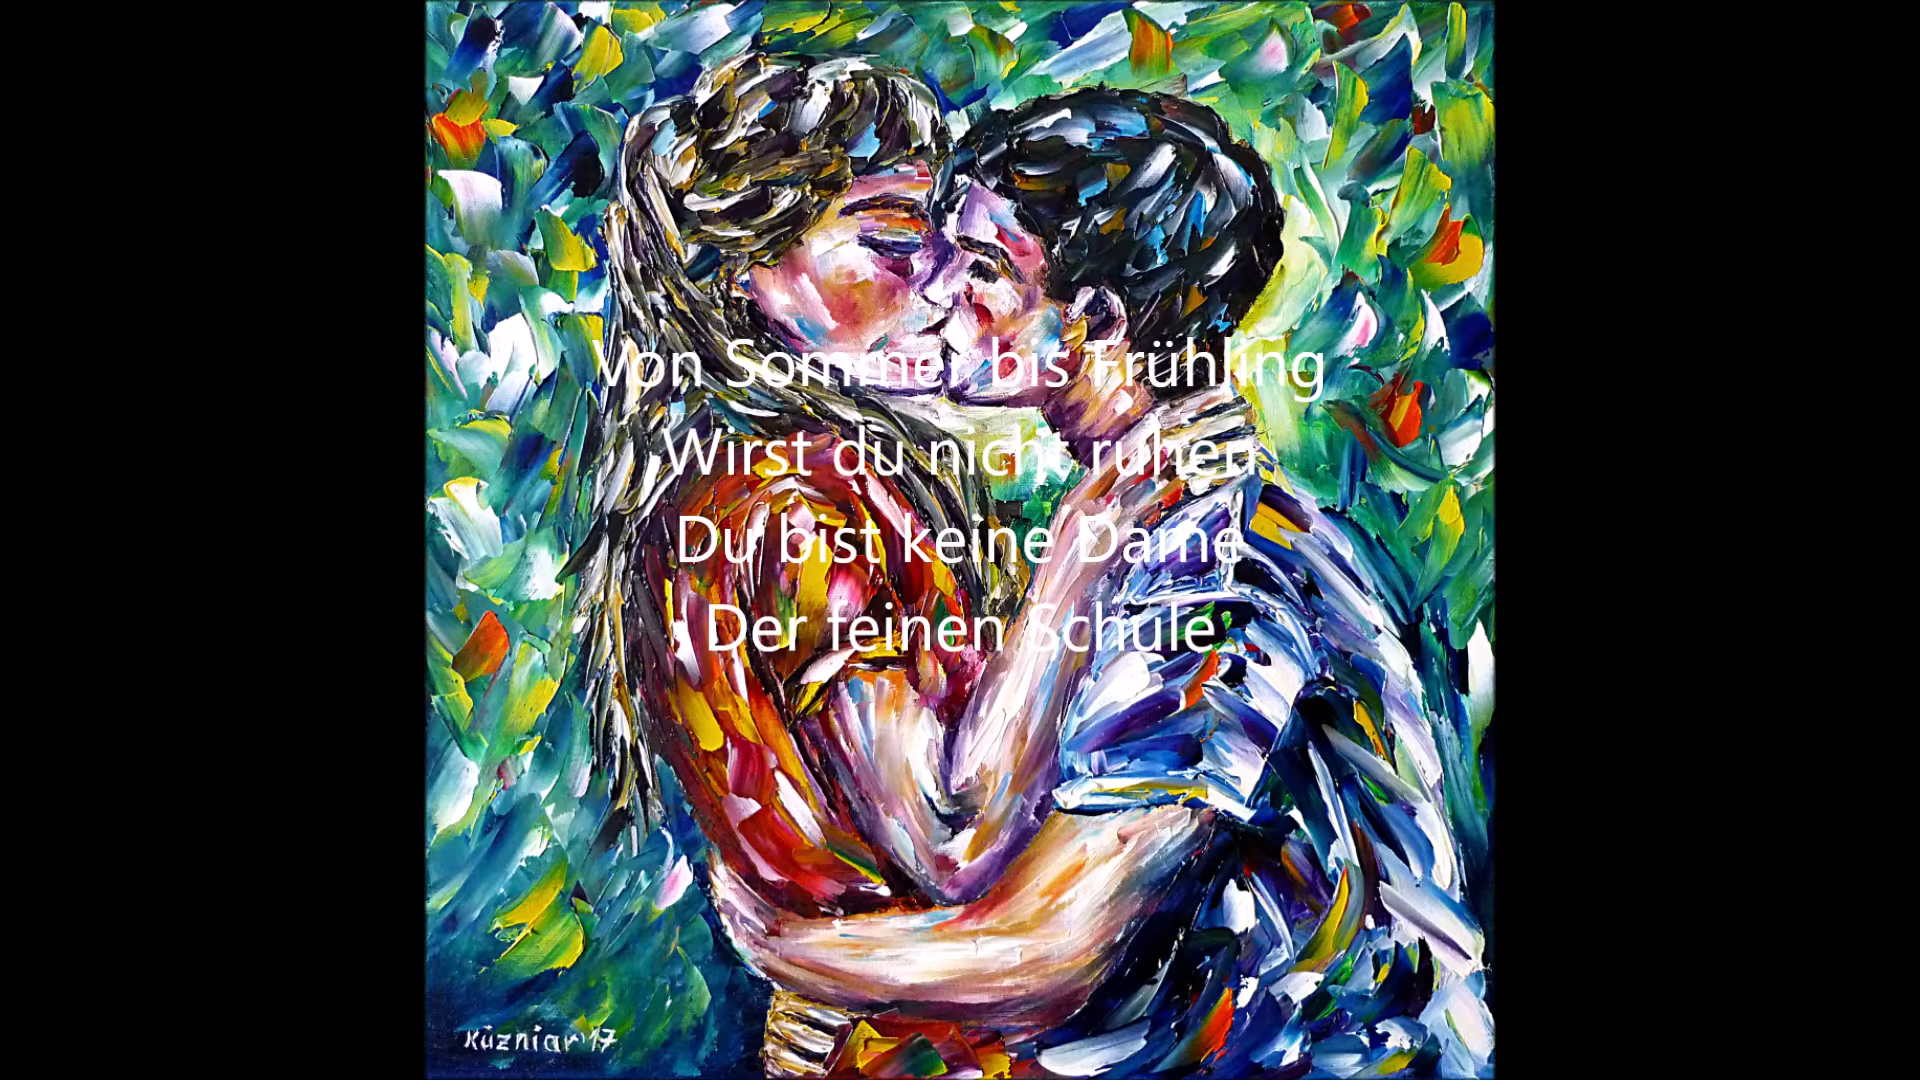 Von Sommer bis Frühling
Wirst du nicht ruhen
Du bist keine Dame
Der feinen Schule
Kuzniar'17